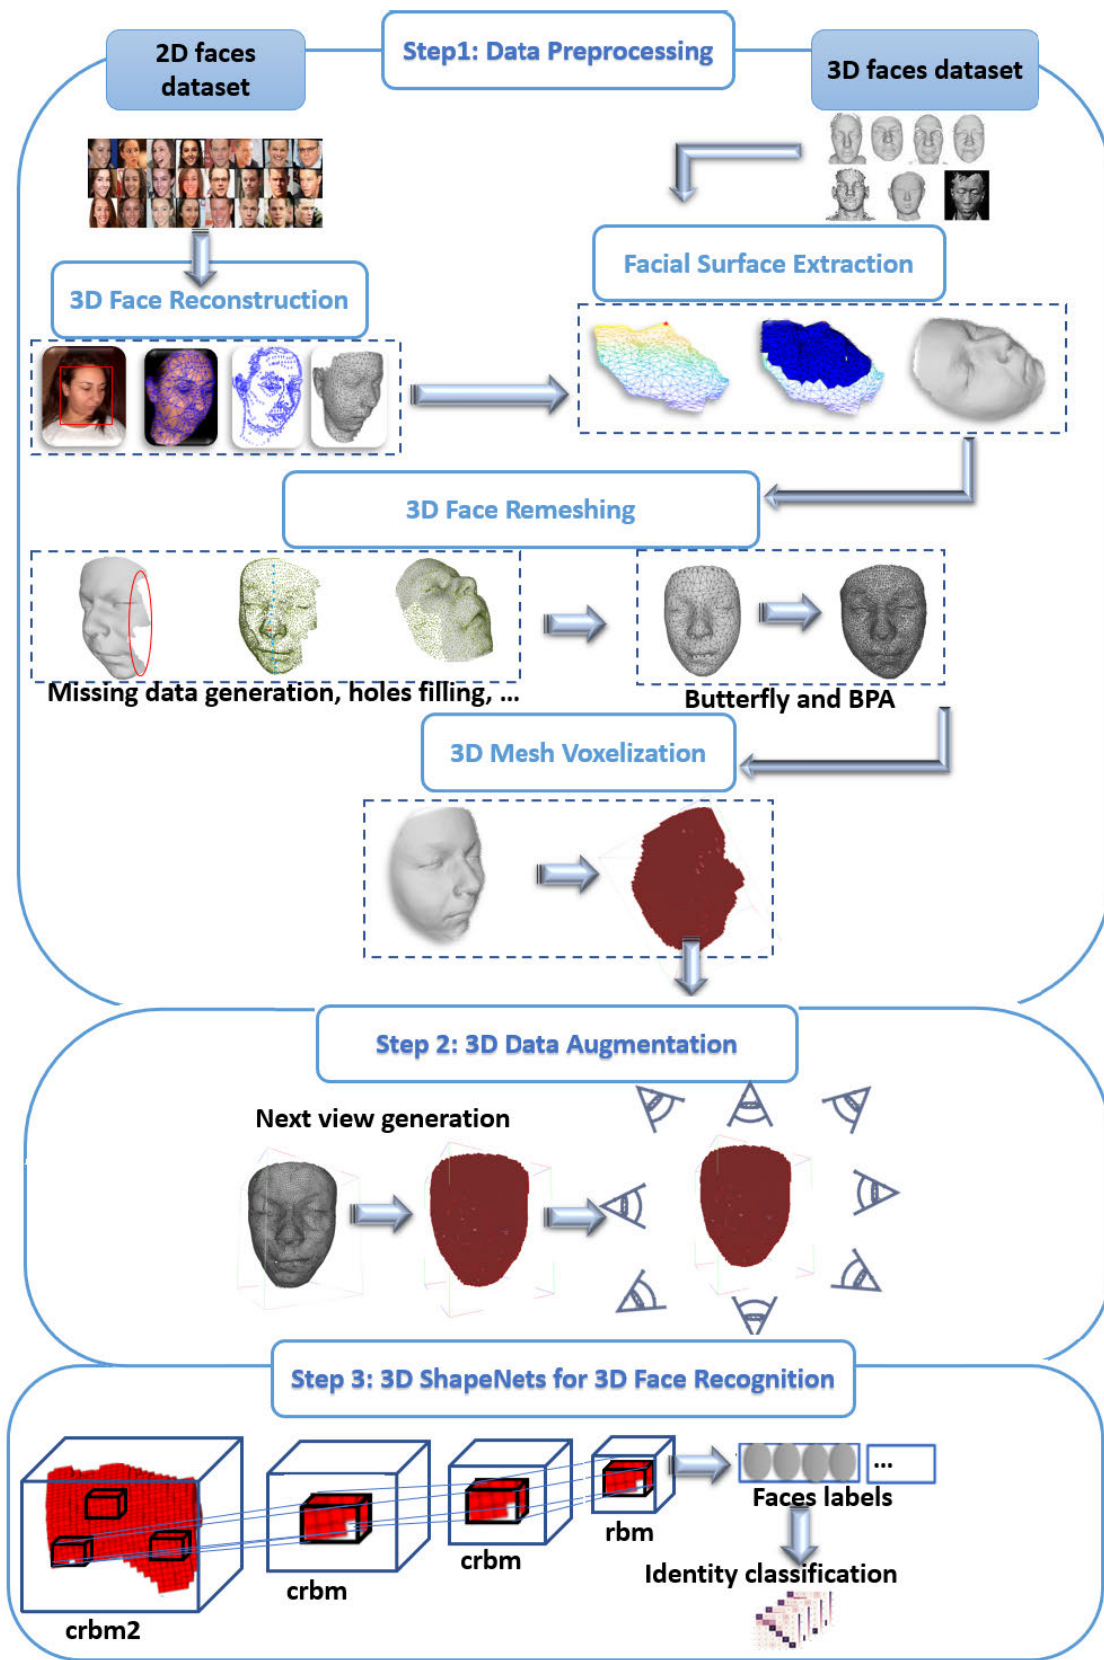 Step1: Data Preprocessing
2D faces
dataset
3D faces dataset
3D Face Reconstruction
Facial Surface Extraction
3D Face Remeshing
Missing data generation, holes filling, ...
Butterfly and BPA
3D Mesh Voxelization
Step 2: 3D Data Augmentation
Next view generation
Step 3: 3D ShapeNets for 3D Face Recognition
...
Faces labels
rbm
crbm
crbm
crbm2
Identity classification